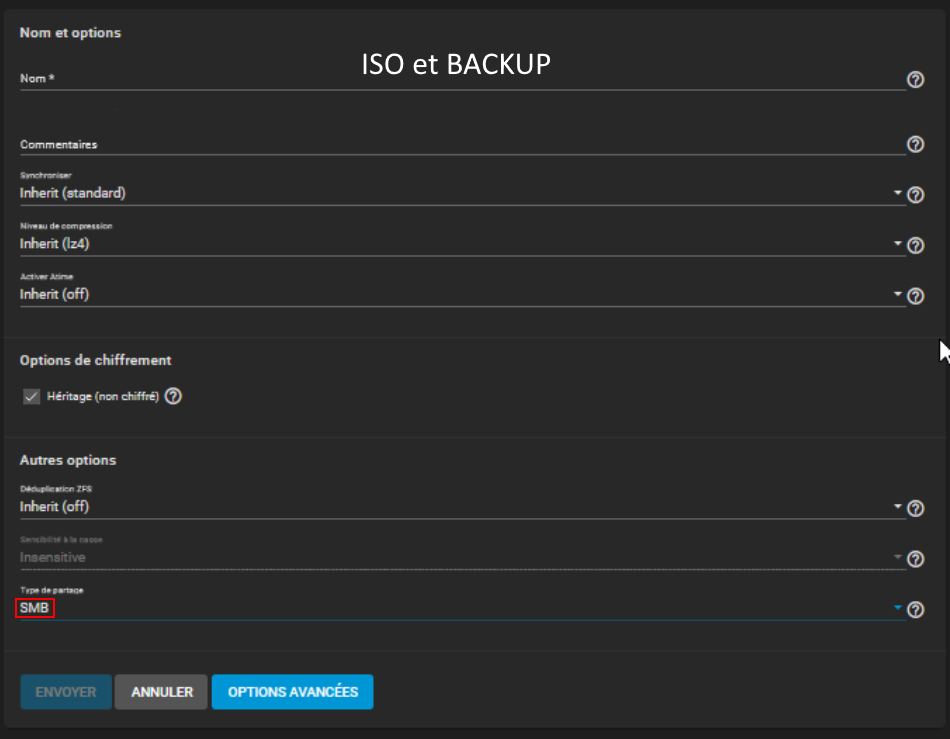 Nom et options
ISO et BACKUP
Nom *
Commentaires
Synchroniser
Inherit (standard)
Niveau de compression
Inherit (lz4)
Activer Atime
Inherit (off)
Options de chiffrement
Héritage (non chiffré)
Autres options
Déduplication ZFS
Inherit (off)
Sensibilité à la casse
Insensitive
Type de partage
SMB
ENVOYER ANNULER OPTIONS AVANCÉES